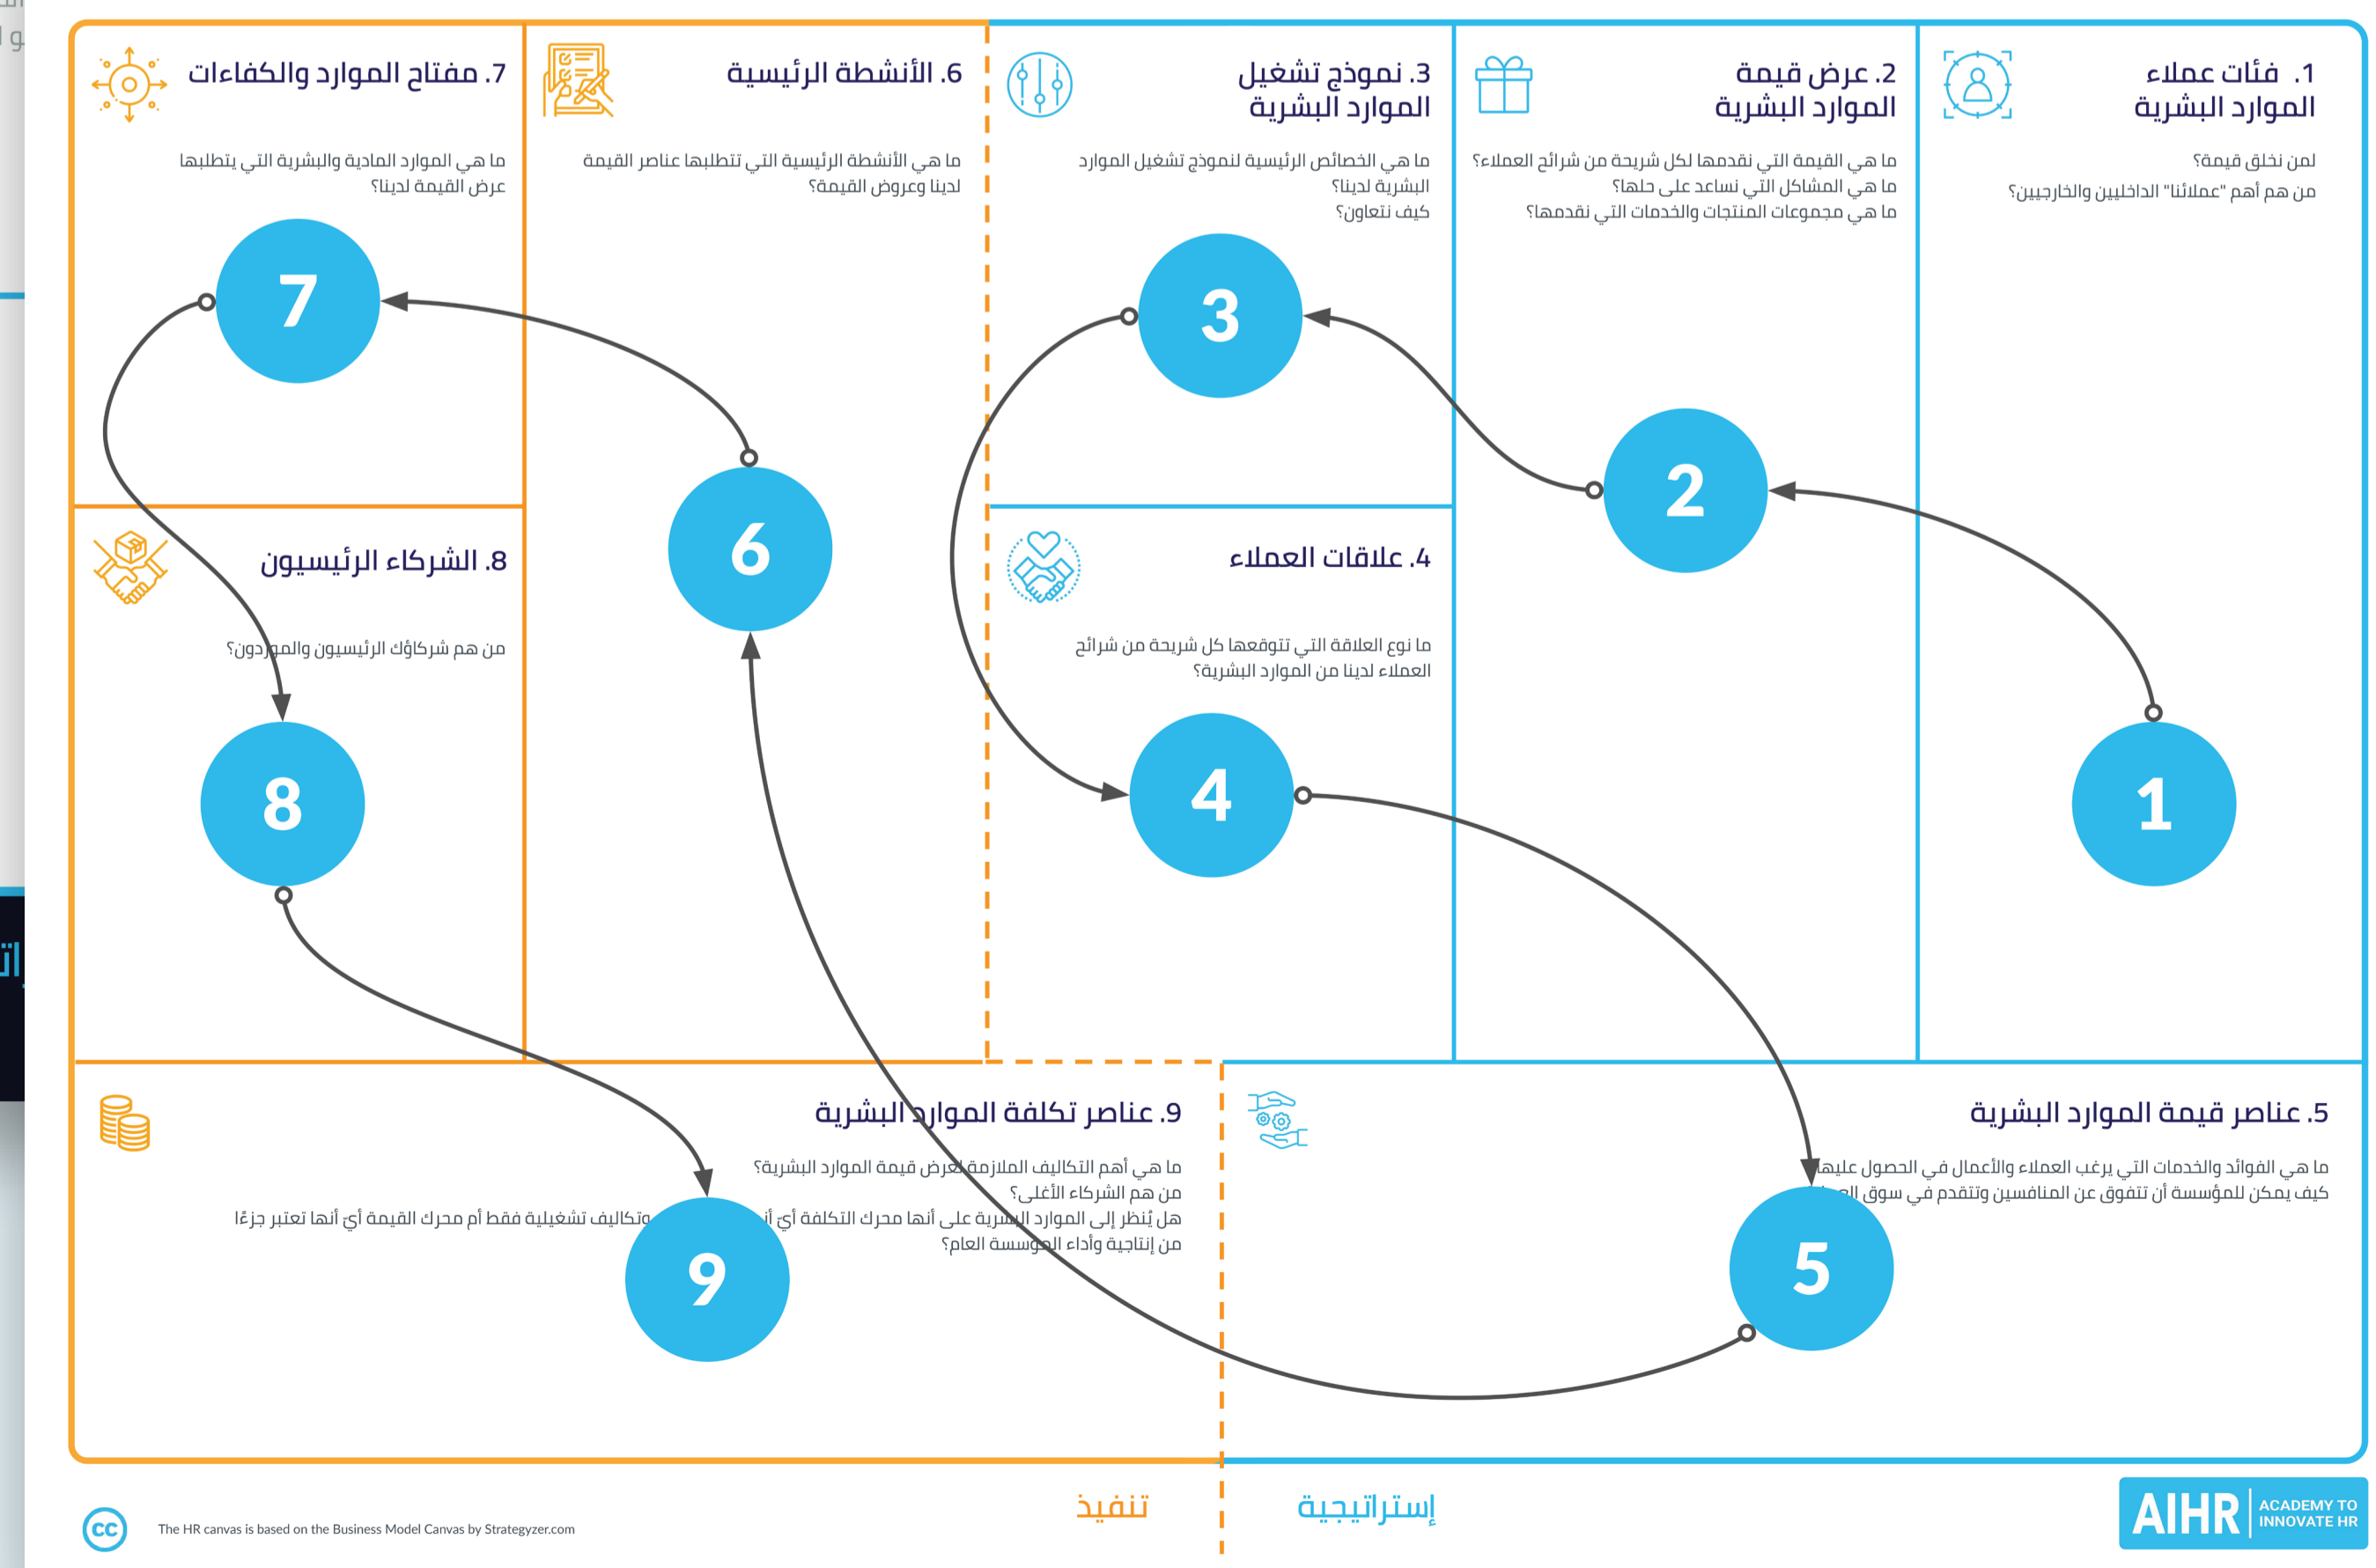 1. فئات عملاء
الموارد البشرية
لمن نخلق قيمة؟
من هم أهم "عملائنا" الداخليين والخارجيين؟
1
2. عرض قيمة
الموارد البشرية
ما هي القيمة التي نقدمها لكل شريحة من شرائح العملاء؟
ما هي المشاكل التي نساعد على حلها؟
ما هي مجموعات المنتجات والخدمات التي نقدمها؟
2
3. نموذج تشغيل
الموارد البشرية
ما هي الخصائص الرئيسية لنموذج تشغيل الموارد
البشرية لدينا؟
كيف نتعاون؟
3
4. علاقات العملاء
ما نوع العلاقة التي تتوقعها كل شريحة من شرائح
العملاء لدينا من الموارد البشرية؟
4
5. عناصر قيمة الموارد البشرية
ما هي الفوائد والخدمات التي يرغب العملاء والأعمال في الحصول عليها
كيف يمكن للمؤسسة أن تتفوق عن المنافسين وتتقدم في سوق
5
6. الأنشطة الرئيسية
ما هي الأنشطة الرئيسية التي تتطلبها عناصر القيمة
لدينا وعروض القيمة؟
6
7. مفتاح الموارد والكفاءات
ما هي الموارد المادية والبشرية التي يتطلبها
عرض القيمة لدينا؟
7
8. الشركاء الرئيسيون
من هم شركاؤك الرئيسيون والموردون؟
8
9. عناصر تكلفة الموارد البشرية
ما هي أهم التكاليف الملازمة لعرض قيمة الموارد البشرية؟
من هم الشركاء الأغلى؟
هل يُنظر إلى الموارد البشرية على أنها محرك التكلفة أيّ وتكاليف تشغيلية فقط أم محرك القيمة أيّ أنها تعتبر جزءًا
من إنتاجية وأداء المؤسسة العام؟
9
إستراتيجية
تنفيذ
AIHR ACADEMY TO
INNOVATE HR
cc
The HR canvas is based on the Business Model Canvas by Strategyzer.com